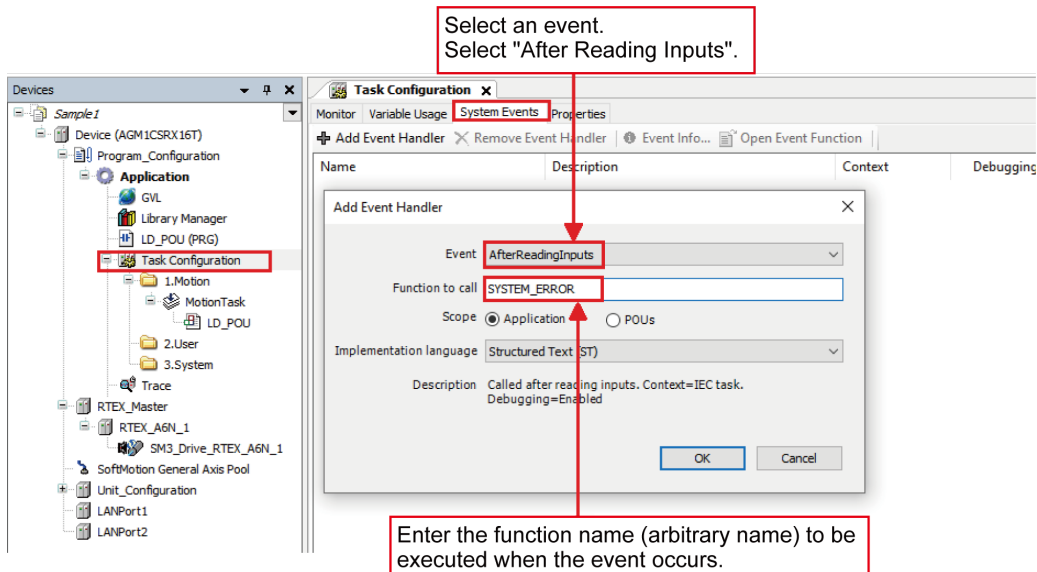 Select an event.
Select "After Reading Inputs".
Devices
Sample1
Device (AGM1CSRX16T)
Program_Configuration
Application
GVL
Library Manager
LD_POU (PRG)
Task Configuration
1.Motion
MotionTask
LD_POU
2.User
3.System
Trace
RTEX_Master
RTEX_A6N_1
SM3_Drive_RTEX_A6N_1
SoftMotion General Axis Pool
Unit_Configuration
LANPort1
LANPort2
Task Configuration
Monitor Variable Usage System Events Properties
Add Event Handler Remove Event Handler Event Info... Open Event Function
Name Description Context Debugging
Add Event Handler
Event AfterReadingInputs
Function to call SYSTEM_ERROR
Scope Application POUs
Implementation language Structured Text (ST)
Description Called after reading inputs. Context=IEC task.
Debugging=Enabled
OK Cancel
Enter the function name (arbitrary name) to be
executed when the event occurs.